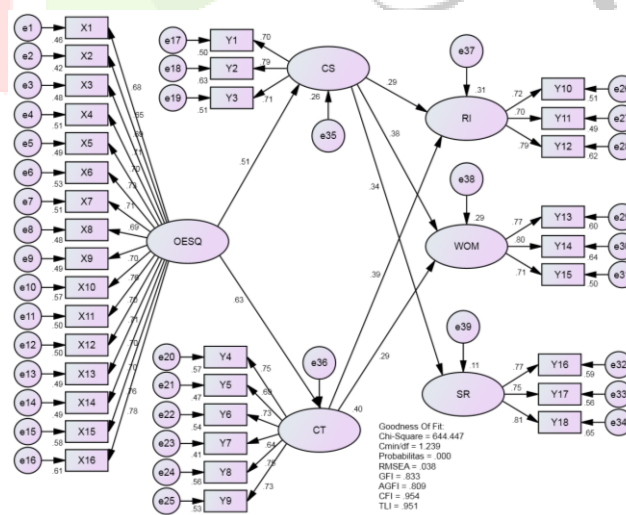 e1 X1
.46
e2 X2
.42
e3 X3
.48
e4 X4
.51
e5 X5
.49
e6 X6
.53
e7 X7
.51
e8 X8
.48
e9 X9
.49
e10 X10
.57
e11 X11
.50
e12 X12
.50
e13 X13
.49
e14 X14
.49
e15 X15
.58
e16 X16
.61
.68
.65
.71
.71
.69
.70
.71
.70
.76
.78
OESQ
.51
.63
e17 Y1 .70
.50
e18 Y2 .79
.63
e19 Y3 .71
.51
CS
.26
e35
e20 Y4 .75
.57
e21 Y5
.47
e22 Y6 .73
.54
e23 Y7 .64
.41
e24 Y8
.56
e25 Y9 .73
.53
e36
CT
.40
.29
.38
.34
.39
.29
e37
.31
RI
.72 Y10 .51
.70 Y11 .49
.79 Y12 .62
e38
.29
WOM
.77 Y13 .60
.80 Y14 .64
.71 Y15 .50
e39
.11
SR
.77 Y16 e32
.59
.75 Y17 e33
.56
.81 Y18 e34
.65
Goodness Of Fit:
Chi-Square = 644.447
Cmin/df = 1.239
Probabilitas = .000
RMSEA = .038
GFI = .833
AGFI = .809
CFI = .954
TLI = .951